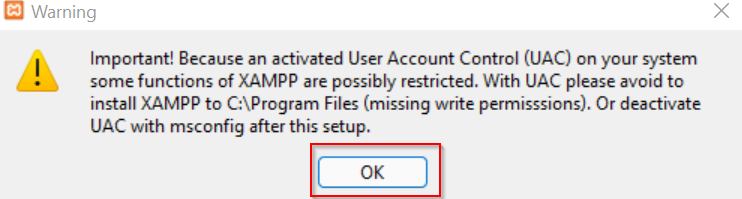 Warning
Important! Because an activated User Account Control (UAC) on your system
some functions of XAMPP are possibly restricted. With UAC please avoid to
install XAMPP to C:\Program Files (missing write permisssions). Or deactivate
UAC with msconfig after this setup.
OK